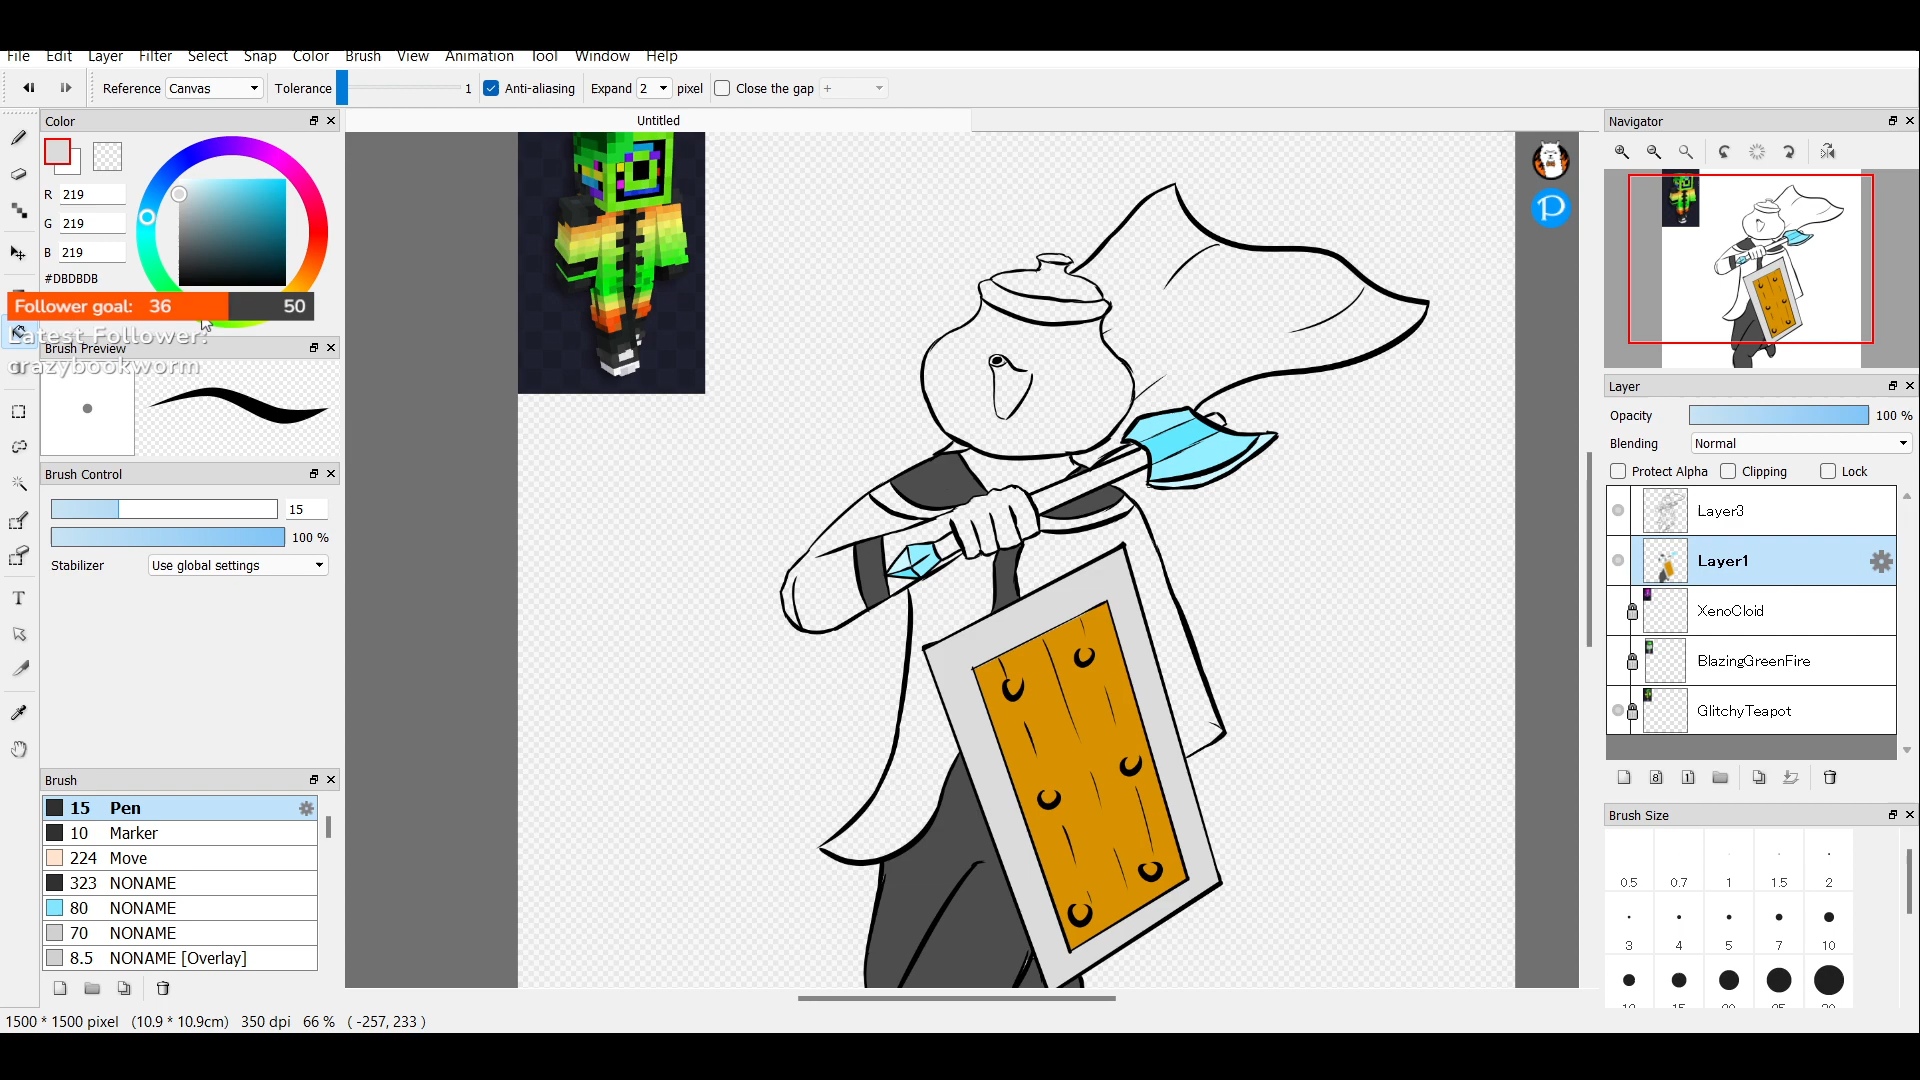 File Edit Layer Filter Select Snap Color Brush View Animation Tool Window Help
Reference Canvas Tolerance 1 Anti-aliasing Expand 2 pixel Close the gap +
Color
Untitled
Navigator
R 219
G 219
B 219
#DBDBDB
Follower goal: 36 50
Latest Follower:
crazybookworm
Brush Preview
Brush Control
15
100 %
Stabilizer Use global settings
Brush
15 Pen
10 Marker
224 Move
323 NONAME
80 NONAME
70 NONAME
8.5 NONAME [Overlay]
Layer
Opacity 100 %
Blending Normal
Protect Alpha Clipping Lock
Layer3
Layer1
XenoCloid
BlazingGreenFire
GlitchyTeapot
Brush Size
0.5 0.7 1 1.5 2
3 4 5 7 10
T
1500 * 1500 pixel (10.9 * 10.9cm) 350 dpi 66 % ( -257, 233 )